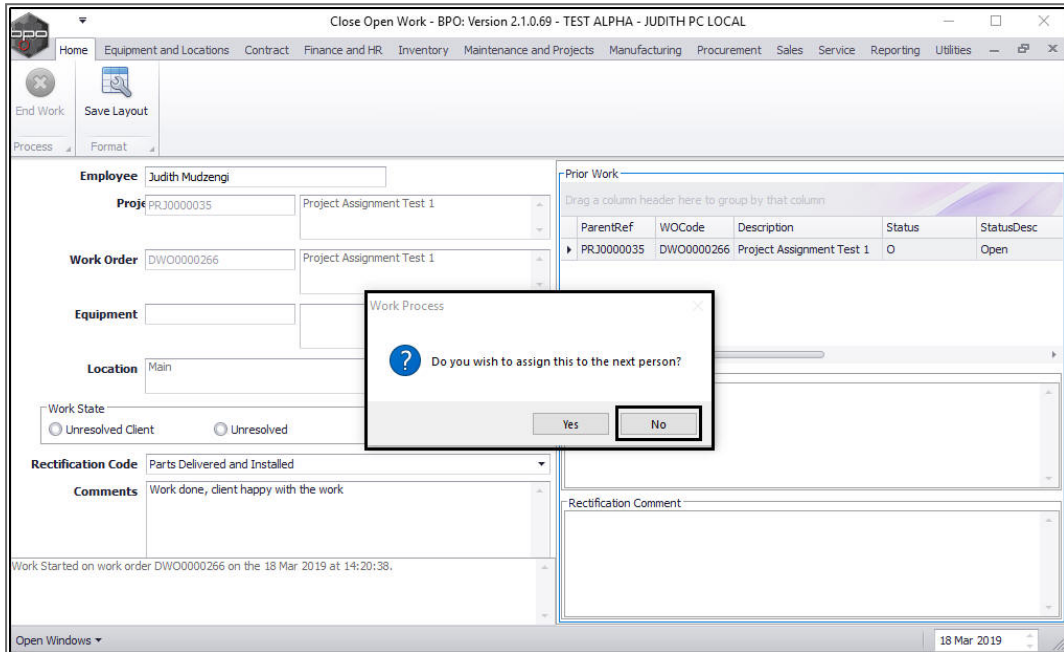 bpo
Close Open Work - BPO: Version 2.1.0.69 - TEST ALPHA - JUDITH PC LOCAL
Home Equipment and Locations Contract Finance and HR Inventory Maintenance and Projects Manufacturing Procurement Sales Service Reporting Utilities
End Work Save Layout
Process Format
Employee Judith Mudzengi
Proje PRJ0000035 Project Assignment Test 1
Work Order DWO0000266 Project Assignment Test 1
Equipment
Location Main
Work State
Unresolved Client Unresolved
Rectification Code Parts Delivered and Installed
Comments Work done, client happy with the work
Work Started on work order DWO0000266 on the 18 Mar 2019 at 14:20:38.
Prior Work
Drag a column header here to group by that column
ParentRef WOCode Description Status StatusDesc
PRJ0000035 DWO0000266 Project Assignment Test 1 O Open
Work Process
Do you wish to assign this to the next person?
Yes No
Rectification Comment
Open Windows 18 Mar 2019